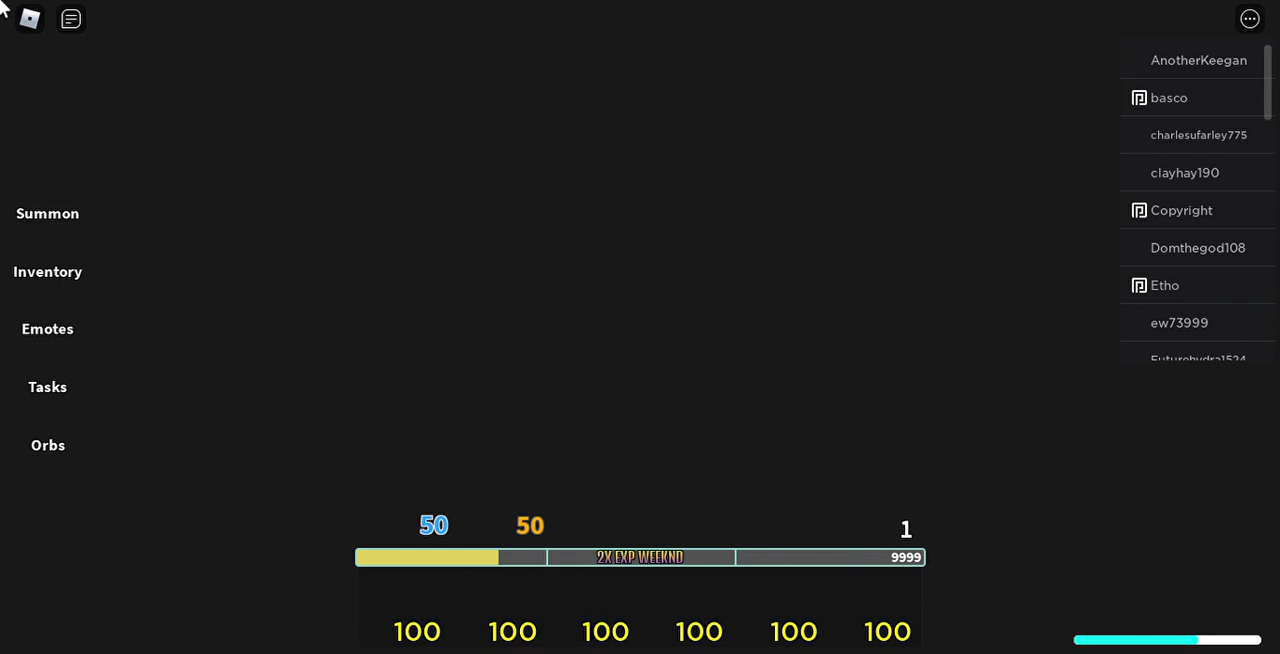 AnotherKeegan
basco
charlesufarley775
clayhay190
Copyright
Domthegod108
Etho
ew73999
Futurehydra1524
Summon
Inventory
Emotes
Tasks
Orbs
50 50 1
2X EXP WEEKND 9999
100 100 100 100 100 100